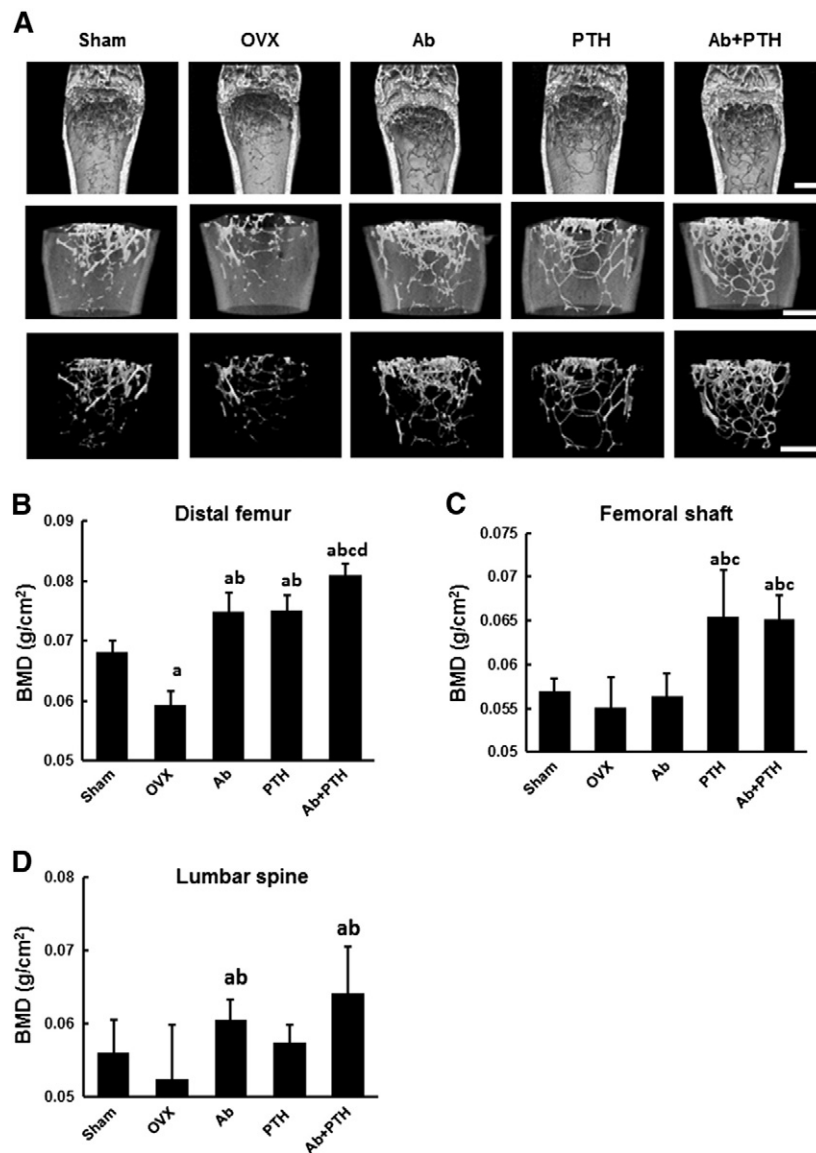 A
Sham OVX Ab PTH Ab+PTH
B
Distal femur
0.09
0.08
0.07
0.06
0.05
BMD (g/cm²)
a
ab
ab
abcd
Sham OVX Ab PTH Ab+PTH
C
Femoral shaft
0.075
0.07
0.065
0.06
0.055
0.05
BMD (g/cm²)
abc
abc
Sham OVX Ab PTH Ab+PTH
D
Lumbar spine
0.08
0.07
0.06
0.05
BMD (g/cm²)
ab
ab
Sham OVX Ab PTH Ab+PTH